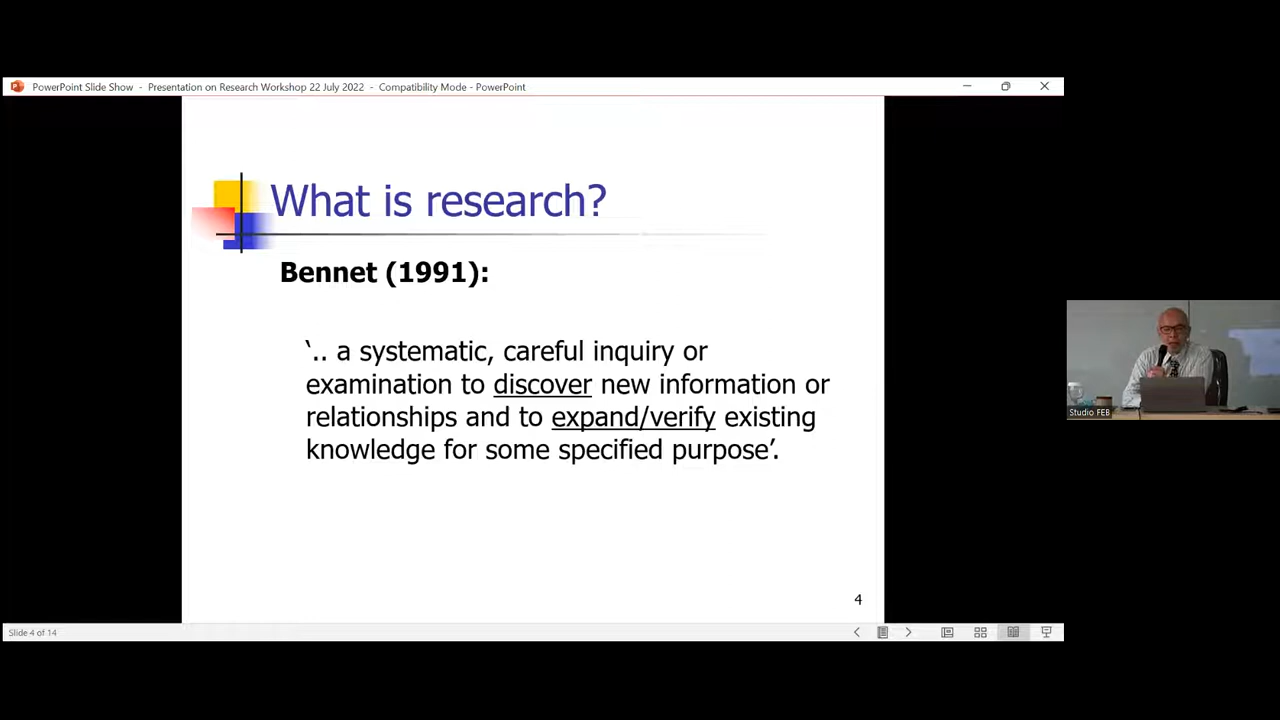 PowerPoint Slide Show - Presentation on Research Workshop 22 July 2022 - Compatibility Mode - PowerPoint
What is research?
Bennet (1991):
‘.. a systematic, careful inquiry or
examination to discover new information or
relationships and to expand/verify existing
knowledge for some specified purpose’.
4
Studio FEB
Slide 4 of 14